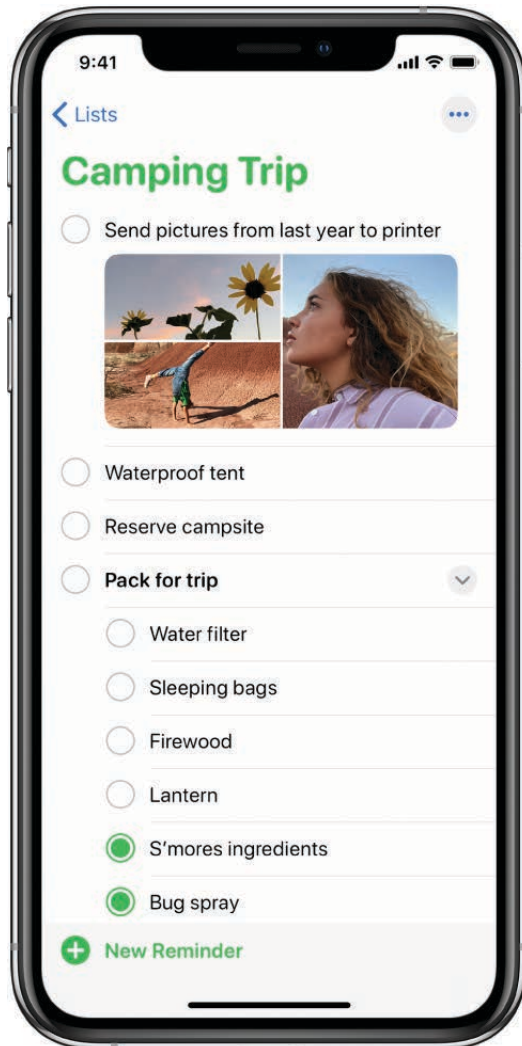 9:41
Lists
Camping Trip
Send pictures from last year to printer
Waterproof tent
Reserve campsite
Pack for trip
Water filter
Sleeping bags
Firewood
Lantern
S’mores ingredients
Bug spray
New Reminder